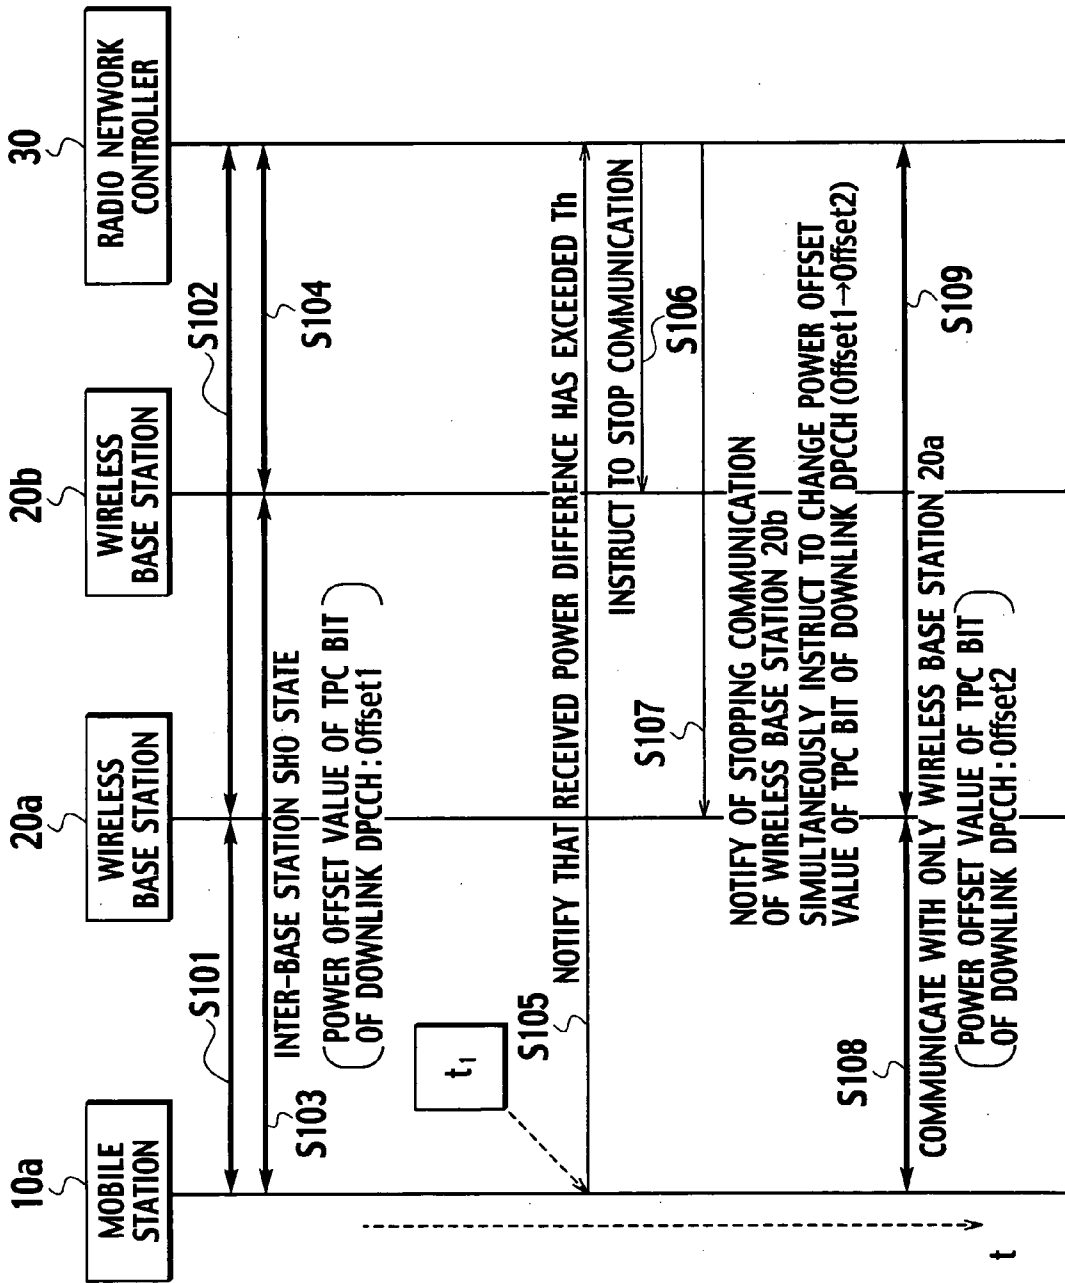 10a
MOBILE
STATION
20a
WIRELESS
BASE STATION
20b
WIRELESS
BASE STATION
30
RADIO NETWORK
CONTROLLER
S101
S102
S103
INTER-BASE STATION SHO STATE
S104
(POWER OFFSET VALUE OF TPC BIT
OF DOWNLINK DPCCH:Offset1)
t1
S105
NOTIFY THAT RECEIVED POWER DIFFERENCE HAS EXCEEDED Th
INSTRUCT TO STOP COMMUNICATION
S106
S107
NOTIFY OF STOPPING COMMUNICATION
OF WIRELESS BASE STATION 20b
SIMULTANEOUSLY INSTRUCT TO CHANGE POWER OFFSET
VALUE OF TPC BIT OF DOWNLINK DPCCH(Offset1→Offset2)
S108
S109
COMMUNICATE WITH ONLY WIRELESS BASE STATION 20a
(POWER OFFSET VALUE OF TPC BIT
OF DOWNLINK DPCCH:Offset2)
t